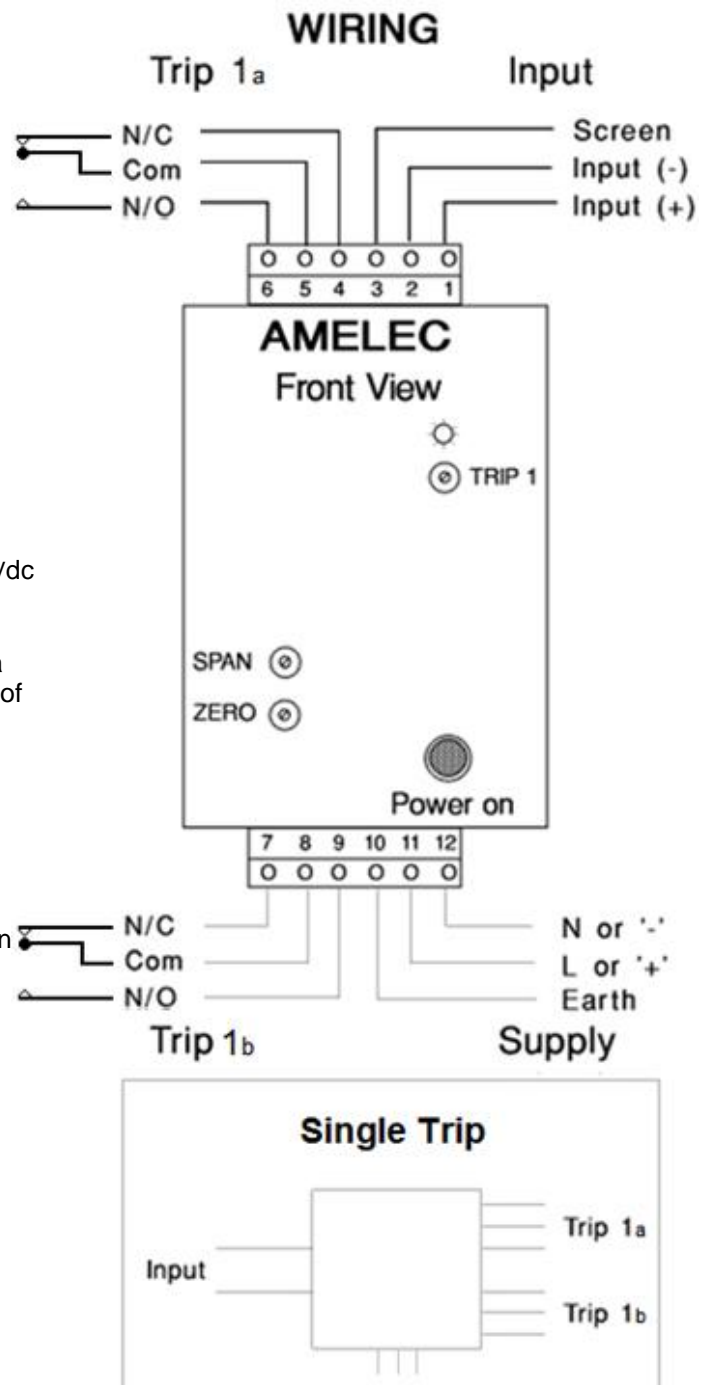 WIRING
Trip 1a Input
N/C Screen
Com Input (-)
N/O Input (+)
6 5 4 3 2 1
AMELEC
Front View
TRIP 1
/dc
SPAN
of
ZERO
Power on
7 8 9 10 11 12
N/C N or '-'
n
Com L or '+'
N/O Earth
Trip 1b Supply
Single Trip
Trip 1a
Input
Trip 1b